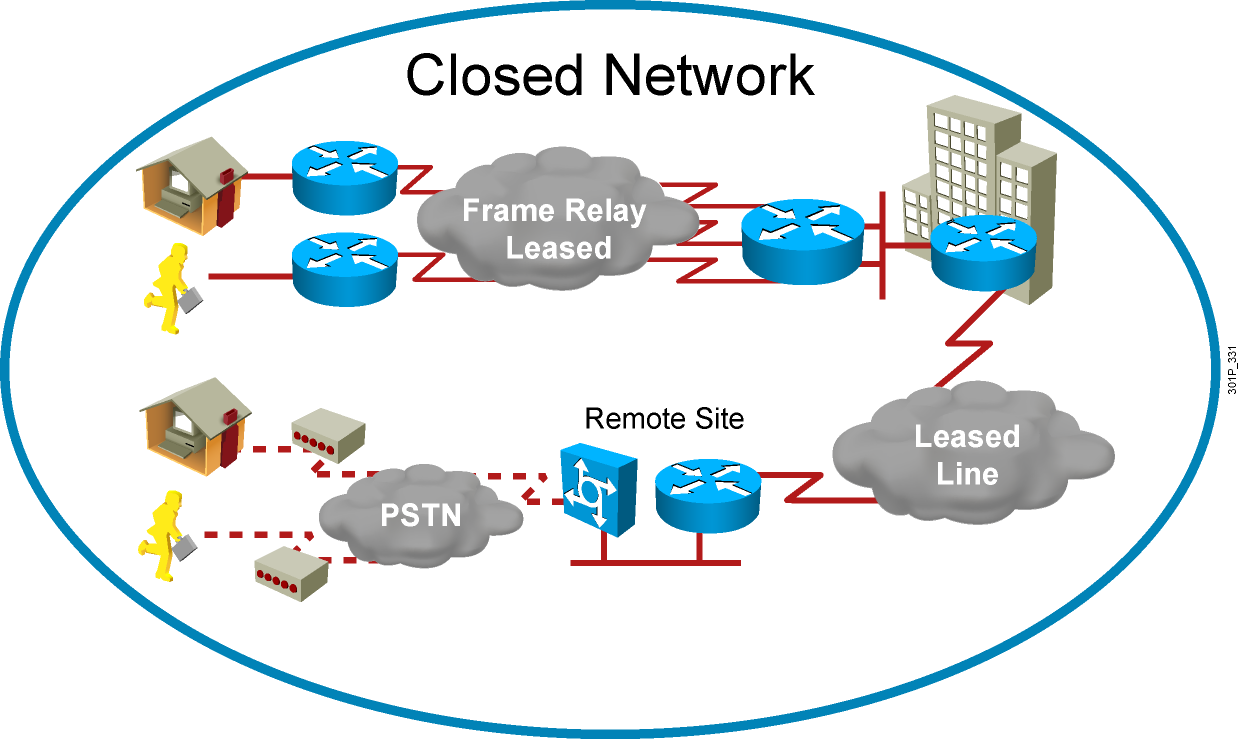 Closed Network
Frame Relay
Leased
Remote Site
Leased
Line
PSTN
301P_331